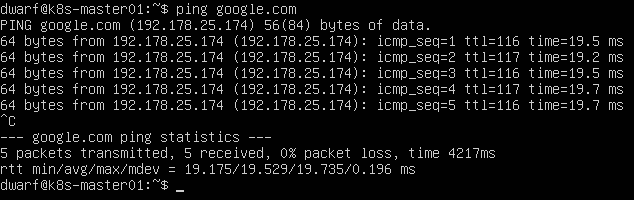 dwarf@k8s-master01:~$ ping google.com
PING google.com (192.178.25.174) 56(84) bytes of data.
64 bytes from 192.178.25.174 (192.178.25.174): icmp_seq=1 ttl=116 time=19.5 ms
64 bytes from 192.178.25.174 (192.178.25.174): icmp_seq=2 ttl=117 time=19.2 ms
64 bytes from 192.178.25.174 (192.178.25.174): icmp_seq=3 ttl=116 time=19.5 ms
64 bytes from 192.178.25.174 (192.178.25.174): icmp_seq=4 ttl=117 time=19.7 ms
64 bytes from 192.178.25.174 (192.178.25.174): icmp_seq=5 ttl=116 time=19.7 ms
^C
--- google.com ping statistics ---
5 packets transmitted, 5 received, 0% packet loss, time 4217ms
rtt min/avg/max/mdev = 19.175/19.529/19.735/0.196 ms
dwarf@k8s-master01:~$ _